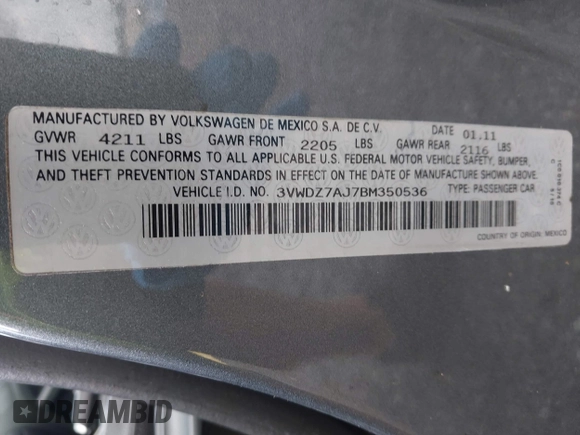 MANUFACTURED BY VOLKSWAGEN DE MEXICO S.A. DE C.V. DATE 01.11
GVWR 4211 LBS GAWR FRONT 2205 LBS GAWR REAR 2116 LBS
THIS VEHICLE CONFORMS TO ALL APPLICABLE U.S. FEDERAL MOTOR VEHICLE SAFETY, BUMPER,
AND THEFT PREVENTION STANDARDS IN EFFECT ON THE DATE OF MANUFACTURE SHOWN ABOVE.
VEHICLE I.D. NO. 3VWDZ7AJ7BM350536 TYPE: PASSENGER CAR
COUNTRY OF ORIGIN: MEXICO
DREAMBID